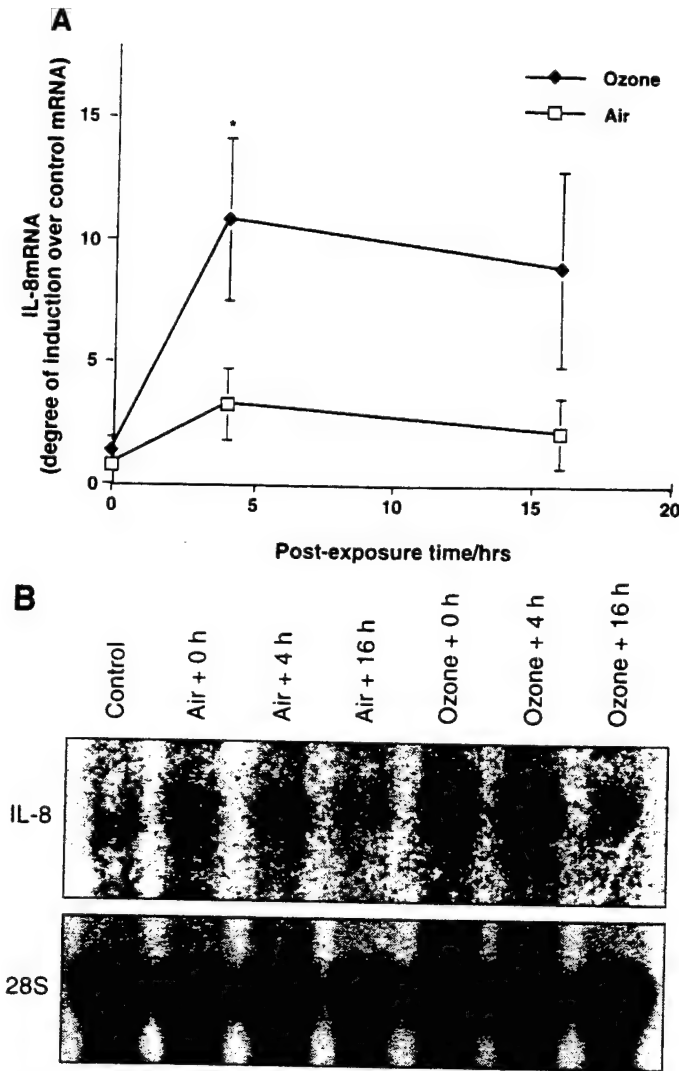 A
Ozone
Air
*
15
10
5
0
IL-8mRNA
(degree of induction over control mRNA)
0
5
10
15
20
Post-exposure time/hrs
B
Control
Air + 0 h
Air + 4 h
Air + 16 h
Ozone + 0 h
Ozone + 4 h
Ozone + 16 h
IL-8
28S